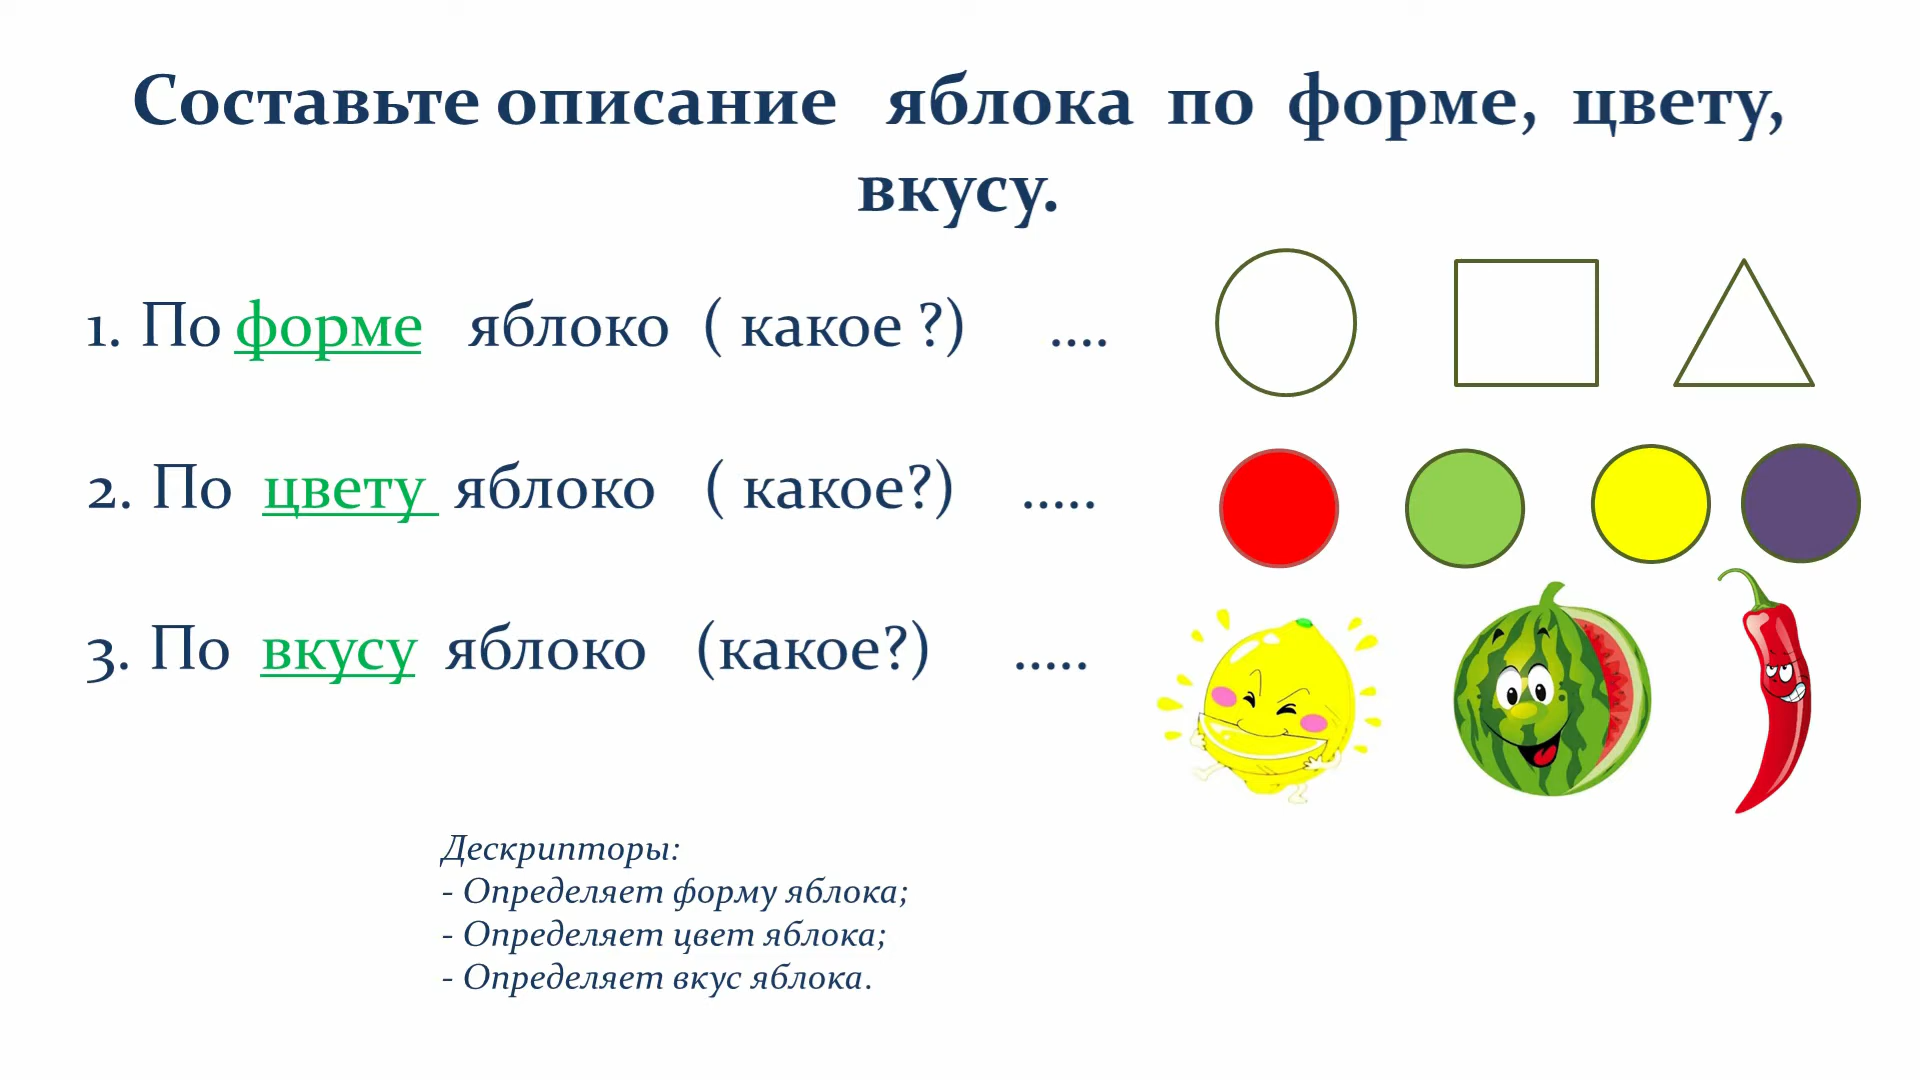 Составьте описание яблока по форме, цвету,
вкусу.
1. По форме яблоко ( какое ?) ....
2. По цвету яблоко ( какое?) .....
3. По вкусу яблоко (какое?) .....
Дескрипторы:
- Определяет форму яблока;
- Определяет цвет яблока;
- Определяет вкус яблока.